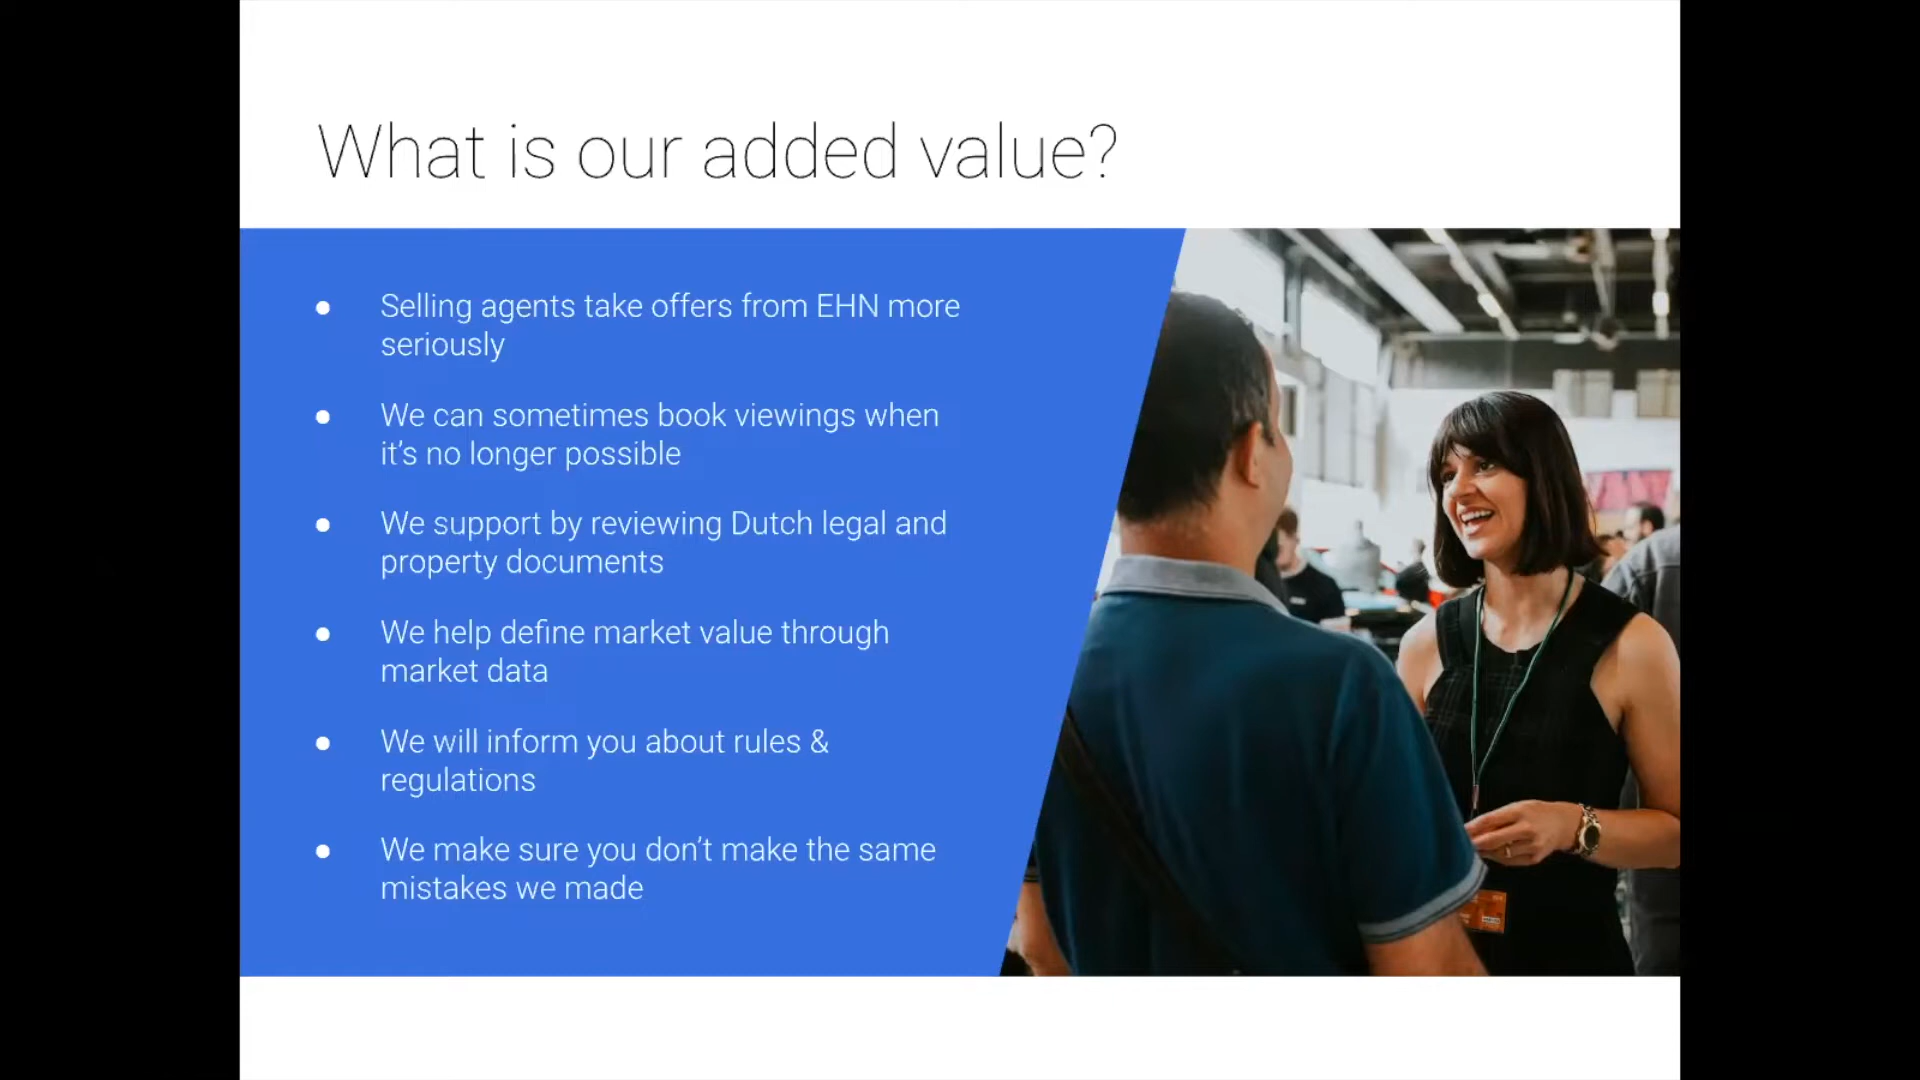 What is our added value?
● Selling agents take offers from EHN more
seriously
● We can sometimes book viewings when
it's no longer possible
● We support by reviewing Dutch legal and
property documents
● We help define market value through
market data
● We will inform you about rules &
regulations
● We make sure you don't make the same
mistakes we made